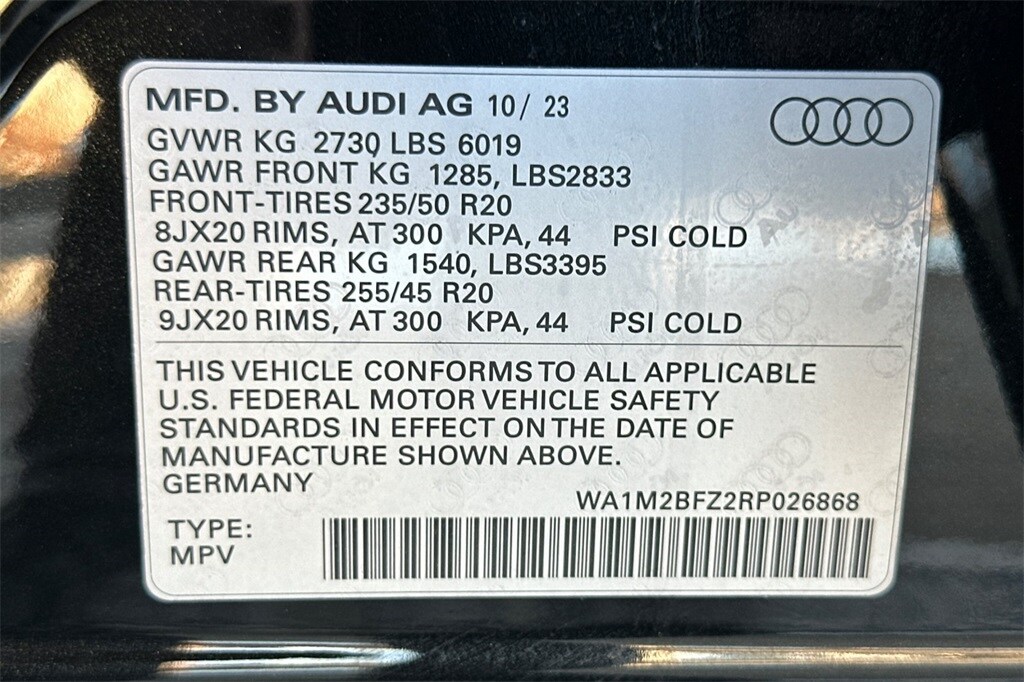 MFD. BY AUDI AG 10/ 23
GVWR KG 2730 LBS 6019
GAWR FRONT KG 1285, LBS2833
FRONT-TIRES 235/50 R20
8JX20 RIMS, AT 300 KPA, 44 PSI COLD
GAWR REAR KG 1540, LBS3395
REAR-TIRES 255/45 R20
9JX20 RIMS, AT 300 KPA, 44 PSI COLD
THIS VEHICLE CONFORMS TO ALL APPLICABLE
U.S. FEDERAL MOTOR VEHICLE SAFETY
STANDARDS IN EFFECT ON THE DATE OF
MANUFACTURE SHOWN ABOVE.
GERMANY
WA1M2BFZ2RP026868
TYPE:
MPV